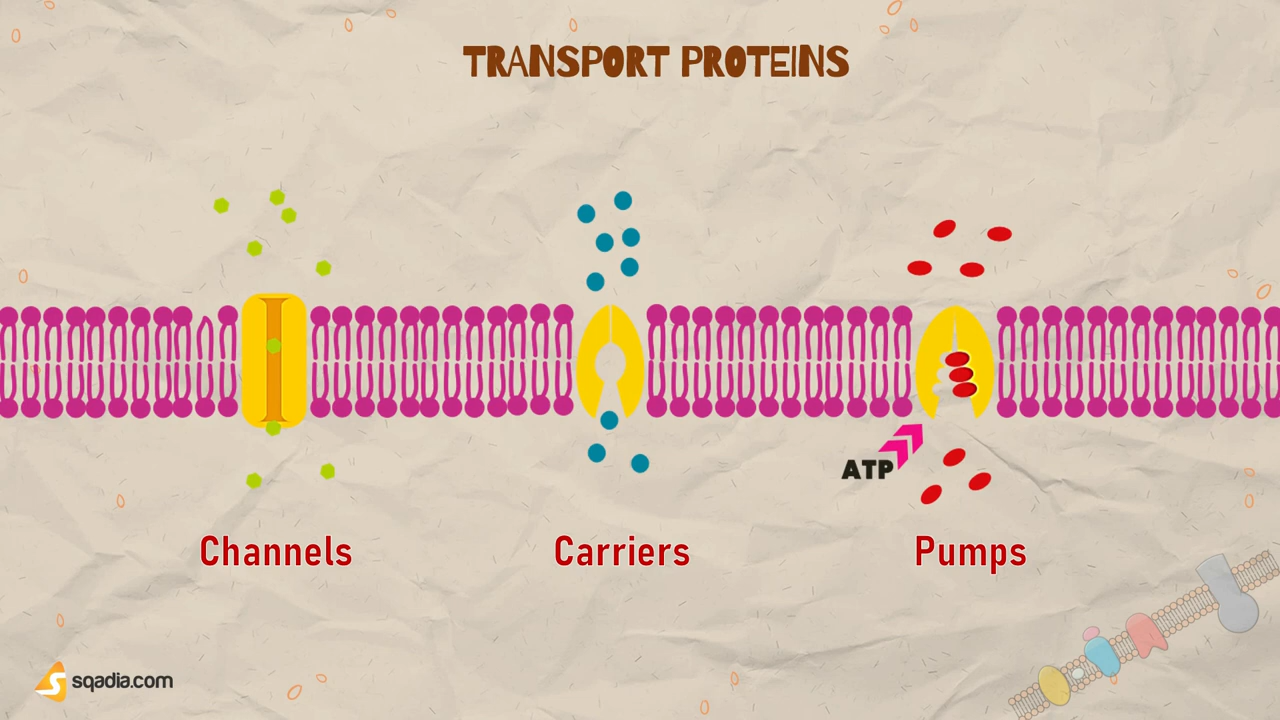 TRANSPORT PROTEINS
ATP
Channels
Carriers
Pumps
sqadia.com